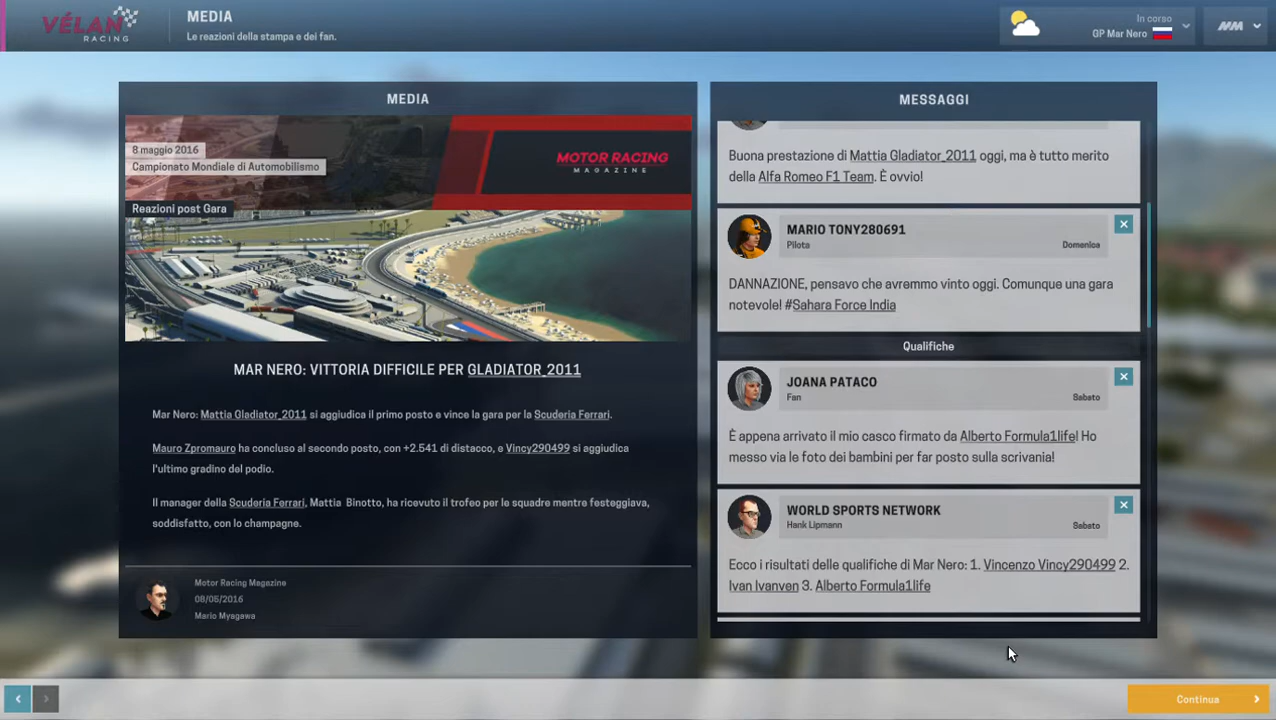 VÉLAN
RACING
MEDIA
Le reazioni della stampa e dei fan.
In corso
GP Mar Nero
MEDIA
8 maggio 2016
Campionato Mondiale di Automobilismo
MOTOR RACING
MAGAZINE
Reazioni post Gara
MAR NERO: VITTORIA DIFFICILE PER GLADIATOR_2011
Mar Nero: Mattia Gladiator_2011 si aggiudica il primo posto e vince la gara per la Scuderia Ferrari.
Mauro Zpromauro ha concluso al secondo posto, con +2.541 di distacco, e Vincy290499 si aggiudica
l'ultimo gradino del podio.
Il manager della Scuderia Ferrari, Mattia Binotto, ha ricevuto il trofeo per le squadre mentre festeggiava,
soddisfatto, con lo champagne.
Motor Racing Magazine
08/05/2016
Mario Myagawa
MESSAGGI
Buona prestazione di Mattia Gladiator_2011 oggi, ma è tutto merito
della Alfa Romeo F1 Team. È ovvio!
MARIO TONY280691
Pilota
Domenica
DANNAZIONE, pensavo che avremmo vinto oggi. Comunque una gara
notevole! #Sahara Force India
Qualifiche
JOANA PATACO
Fan
Sabato
È appena arrivato il mio casco firmato da Alberto Formula1life! Ho
messo via le foto dei bambini per far posto sulla scrivania!
WORLD SPORTS NETWORK
Hank Lipmann
Sabato
Ecco i risultati delle qualifiche di Mar Nero: 1. Vincenzo Vincy290499 2.
Ivan Ivanven 3. Alberto Formula1life
Continua